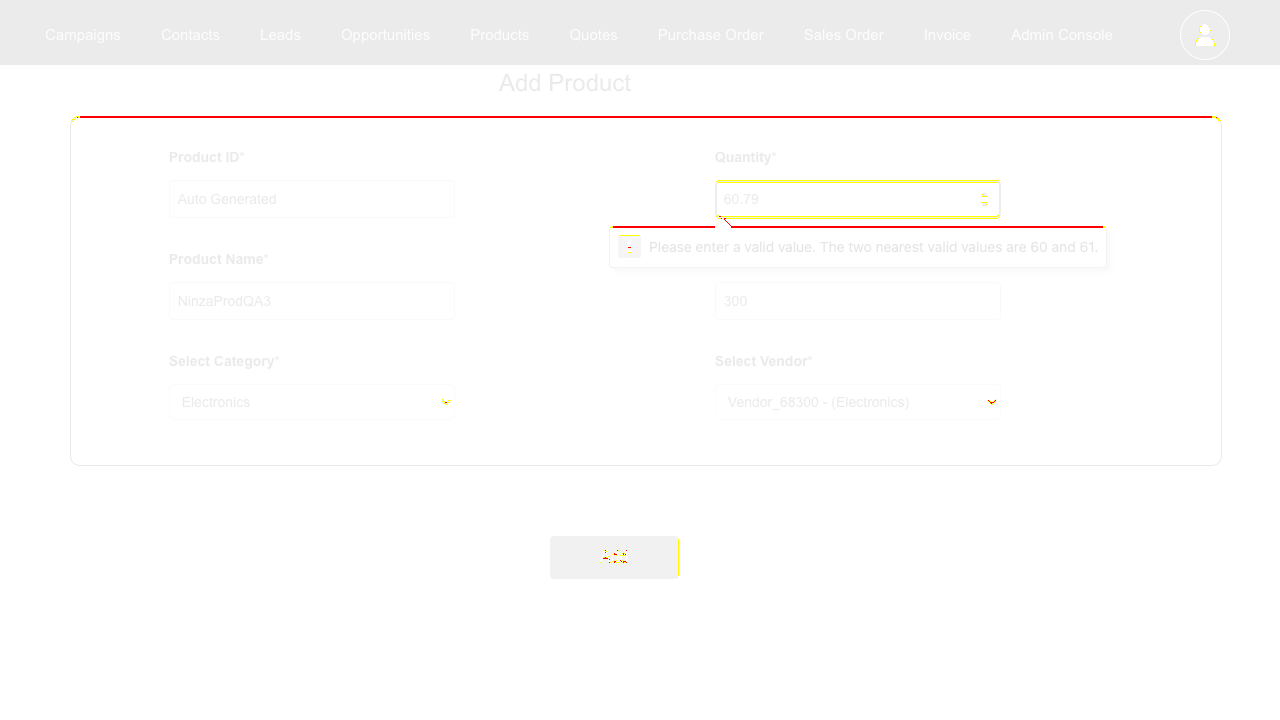 Campaigns Contacts Leads Opportunities Products Quotes Purchase Order Sales Order Invoice Admin Console
Add Product
Product ID* Quantity*
Auto Generated 60.79
Please enter a valid value. The two nearest valid values are 60 and 61.
Product Name*
NinzaProdQA3 300
Select Category* Select Vendor*
Electronics Vendor_68300 - (Electronics)
Add